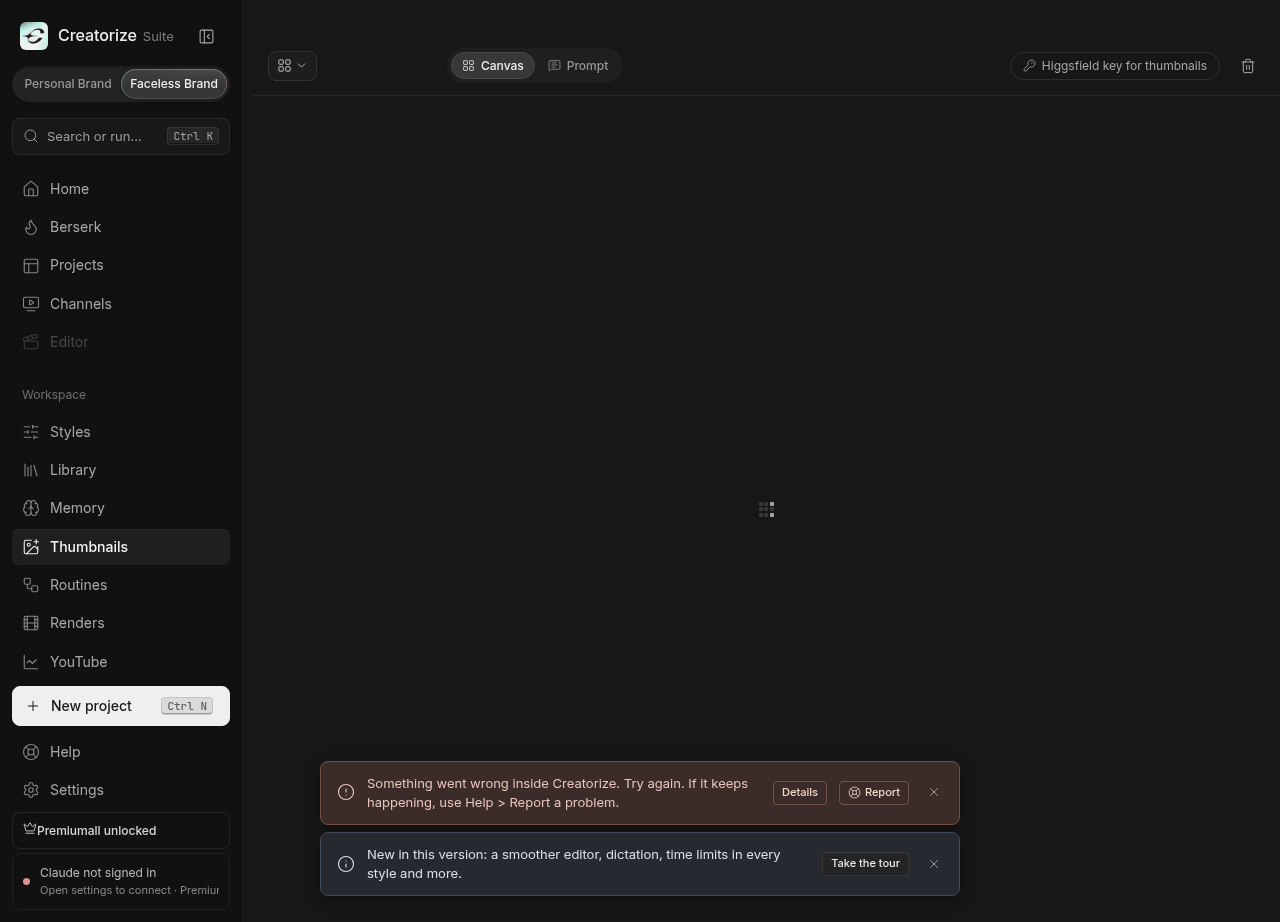 Creatorize Suite
Personal Brand
Faceless Brand
Search or run...
Ctrl K
Home
Berserk
Projects
Channels
Editor
Workspace
Styles
Library
Memory
Thumbnails
Routines
Renders
YouTube
New project
Ctrl N
Help
Settings
Premiumall unlocked
Claude not signed in
Open settings to connect · Premiur
Canvas
Prompt
Higgsfield key for thumbnails
Something went wrong inside Creatorize. Try again. If it keeps
happening, use Help > Report a problem.
Details
Report
New in this version: a smoother editor, dictation, time limits in every
style and more.
Take the tour